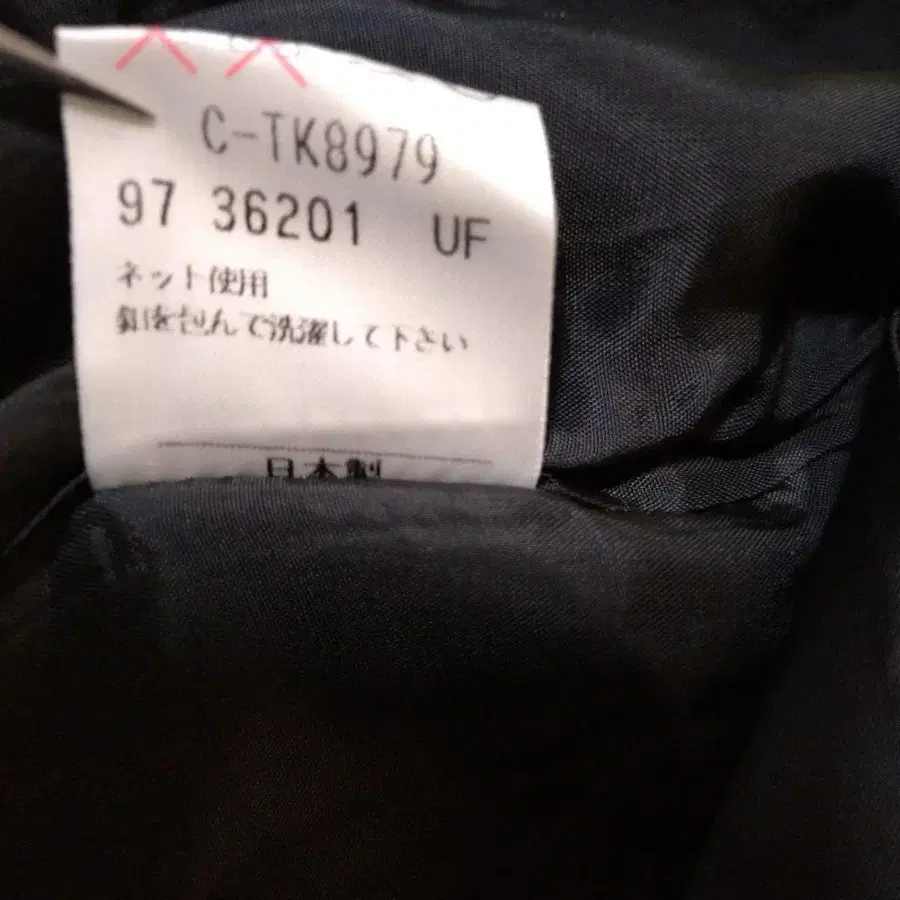 C-TK8979
97 36201 UF
ネット使用
釦を包んで洗濯して下さい
日本製